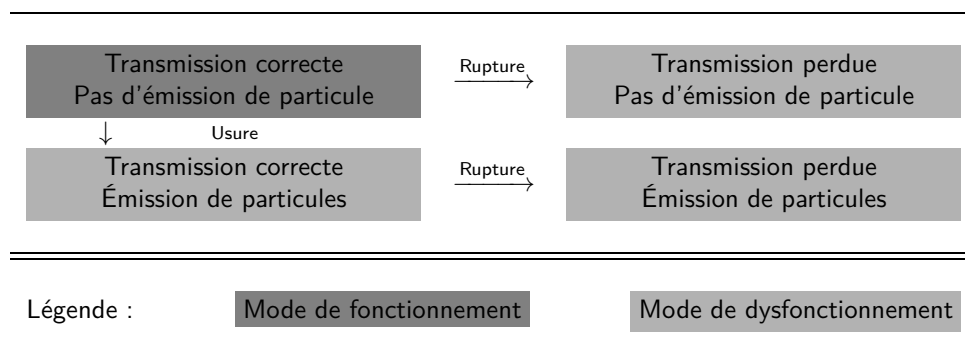 Transmission correcte
Pas d'émission de particule
Rupture
Transmission perdue
Pas d'émission de particule
Usure
Transmission correcte
Émission de particules
Rupture
Transmission perdue
Émission de particules
Légende :
Mode de fonctionnement
Mode de dysfonctionnement